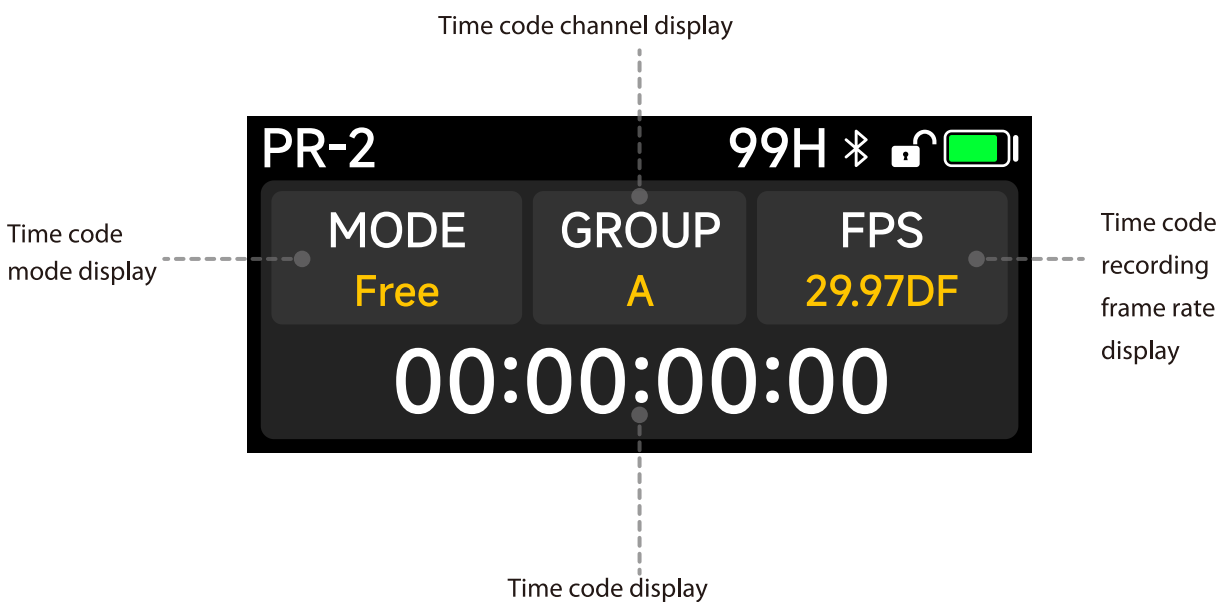 Time code channel display
PR-2 99H
MODE GROUP FPS
Free A 29.97DF
00:00:00:00
Time code
mode display
Time code
recording
frame rate
display
Time code display